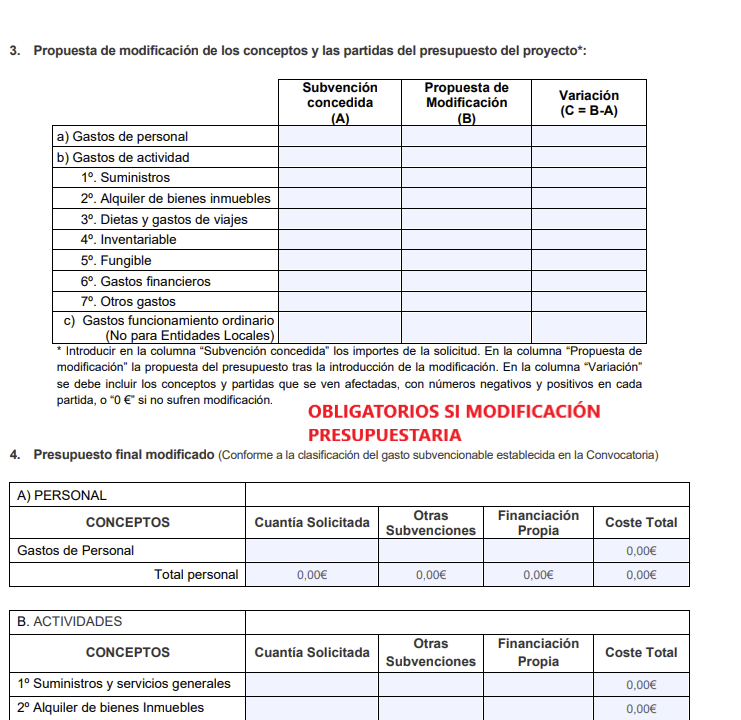 3. Propuesta de modificación de los conceptos y las partidas del presupuesto del proyecto*:
Subvención concedida (A) Propuesta de Modificación (B) Variación (C = B-A)
a) Gastos de personal
b) Gastos de actividad
1º. Suministros
2º. Alquiler de bienes inmuebles
3º. Dietas y gastos de viajes
4º. Inventariable
5º. Fungible
6º. Gastos financieros
7º. Otros gastos
c) Gastos funcionamiento ordinario
(No para Entidades Locales)
* Introducir en la columna “Subvención concedida” los importes de la solicitud. En la columna “Propuesta de
modificación” la propuesta del presupuesto tras la introducción de la modificación. En la columna “Variación”
se debe incluir los conceptos y partidas que se ven afectadas, con números negativos y positivos en cada
partida, o “0 €” si no sufren modificación.
OBLIGATORIOS SI MODIFICACIÓN
PRESUPUESTARIA
4. Presupuesto final modificado (Conforme a la clasificación del gasto subvencionable establecida en la Convocatoria)
A) PERSONAL
CONCEPTOS Cuantía Solicitada Otras Subvenciones Financiación Propia Coste Total
Gastos de Personal 0,00€
Total personal 0,00€ 0,00€ 0,00€ 0,00€
B. ACTIVIDADES
CONCEPTOS Cuantía Solicitada Otras Subvenciones Financiación Propia Coste Total
1º Suministros y servicios generales 0,00€
2º Alquiler de bienes Inmuebles 0,00€